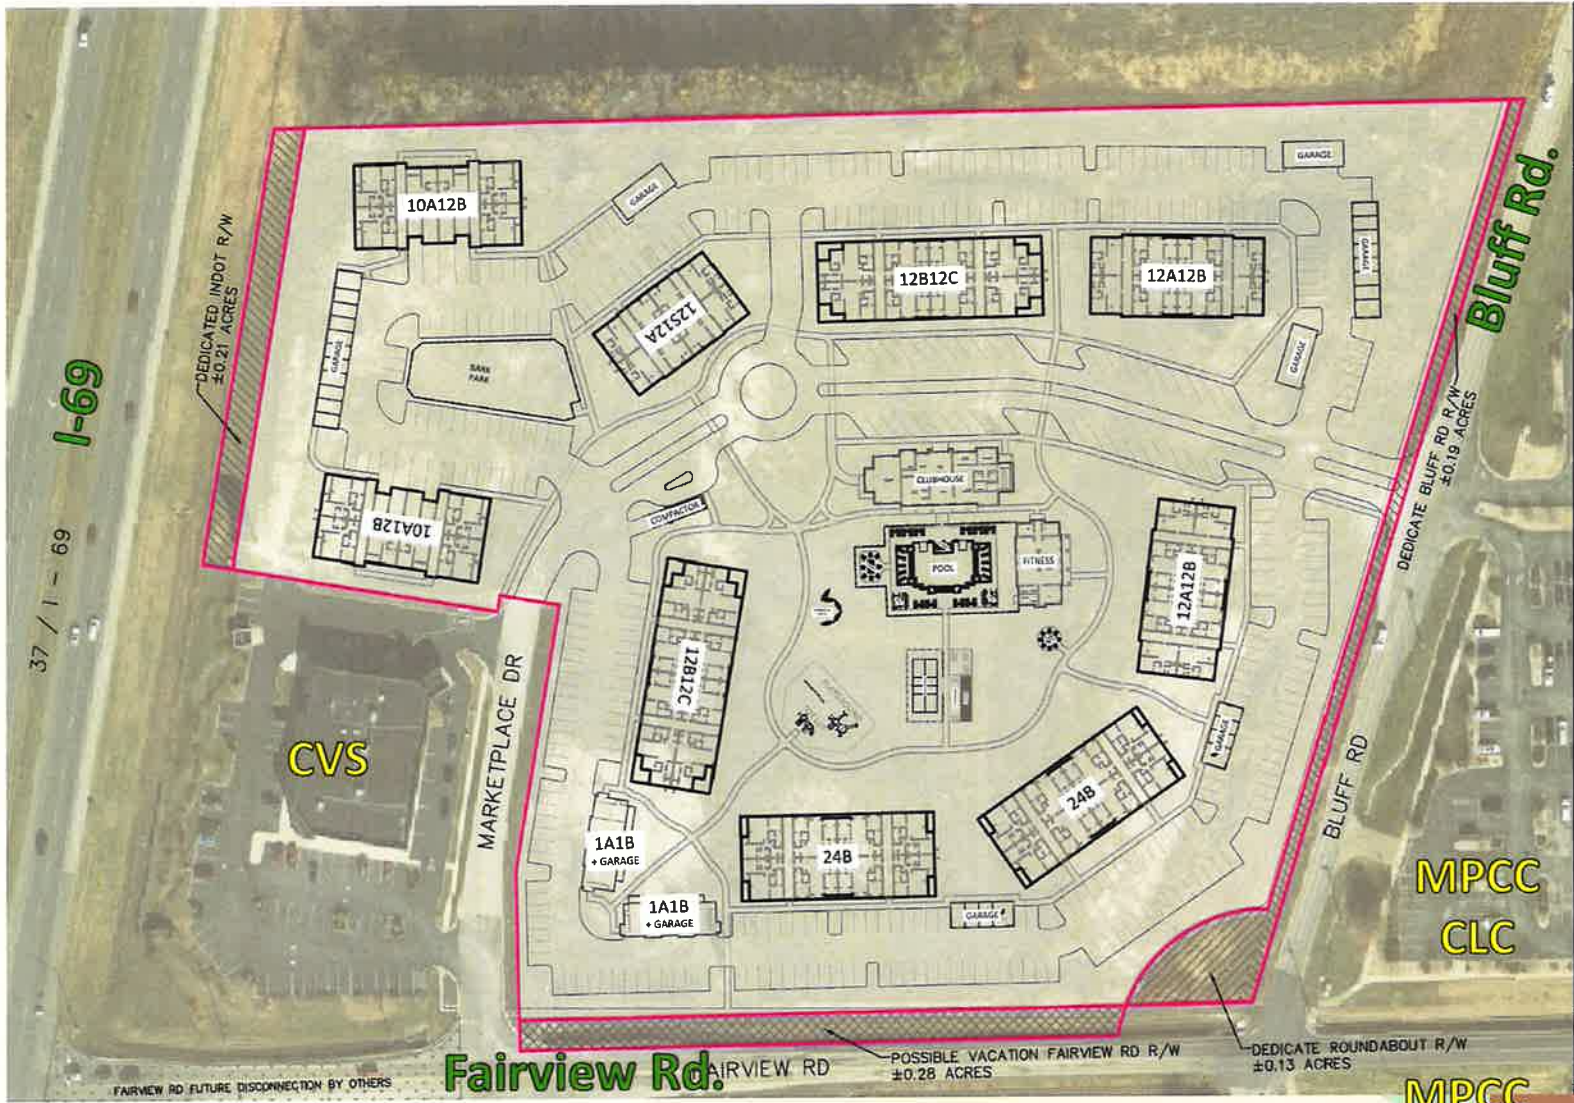 GARAGE
10A12B
GARAGE
Bluff Rd.
DEDICATED INDOT R/W
±0.21 ACRES
12B12C
12A12B
GARAGE
12S12A
GARAGE
GARAGE
BARK
PARK
I-69
DEDICATE BLUFF RD R/W
±0.19 ACRES
CLUBHOUSE
COMPACTOR
10A12B
POOL
FITNESS
12A12B
37 / I - 69
12B12C
MARKETPLACE DR
CVS
GARAGE
BLUFF RD
24B
1A1B
+ GARAGE
24B
MPCC
CLC
1A1B
+ GARAGE
GARAGE
POSSIBLE VACATION FAIRVIEW RD R/W
±0.28 ACRES
DEDICATE ROUNDABOUT R/W
±0.13 ACRES
Fairview Rd.
AIRVIEW RD
FAIRVIEW RD FUTURE DISCONNECTION BY OTHERS
MPCC